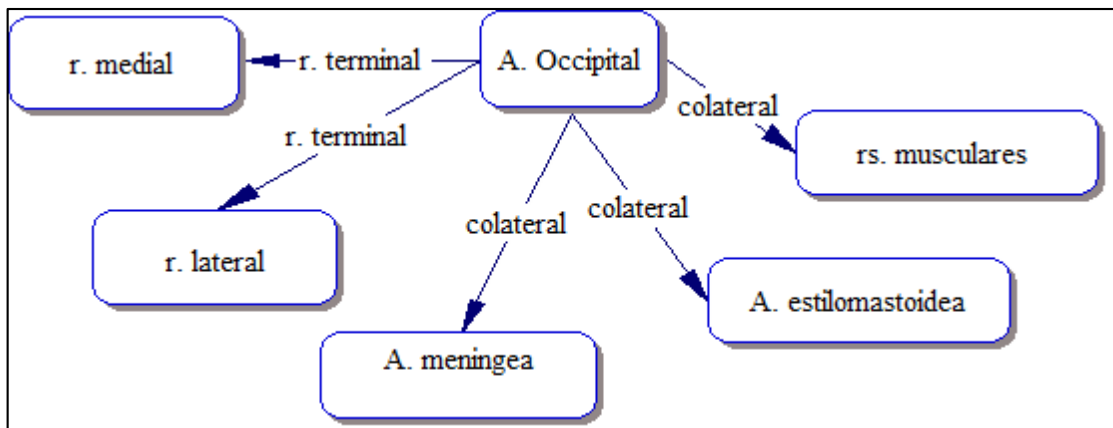 r. medial
r. terminal
A. Occipital
colateral
rs. musculares
r. terminal
r. lateral
colateral
colateral
A. estilomastoidea
A. meningea